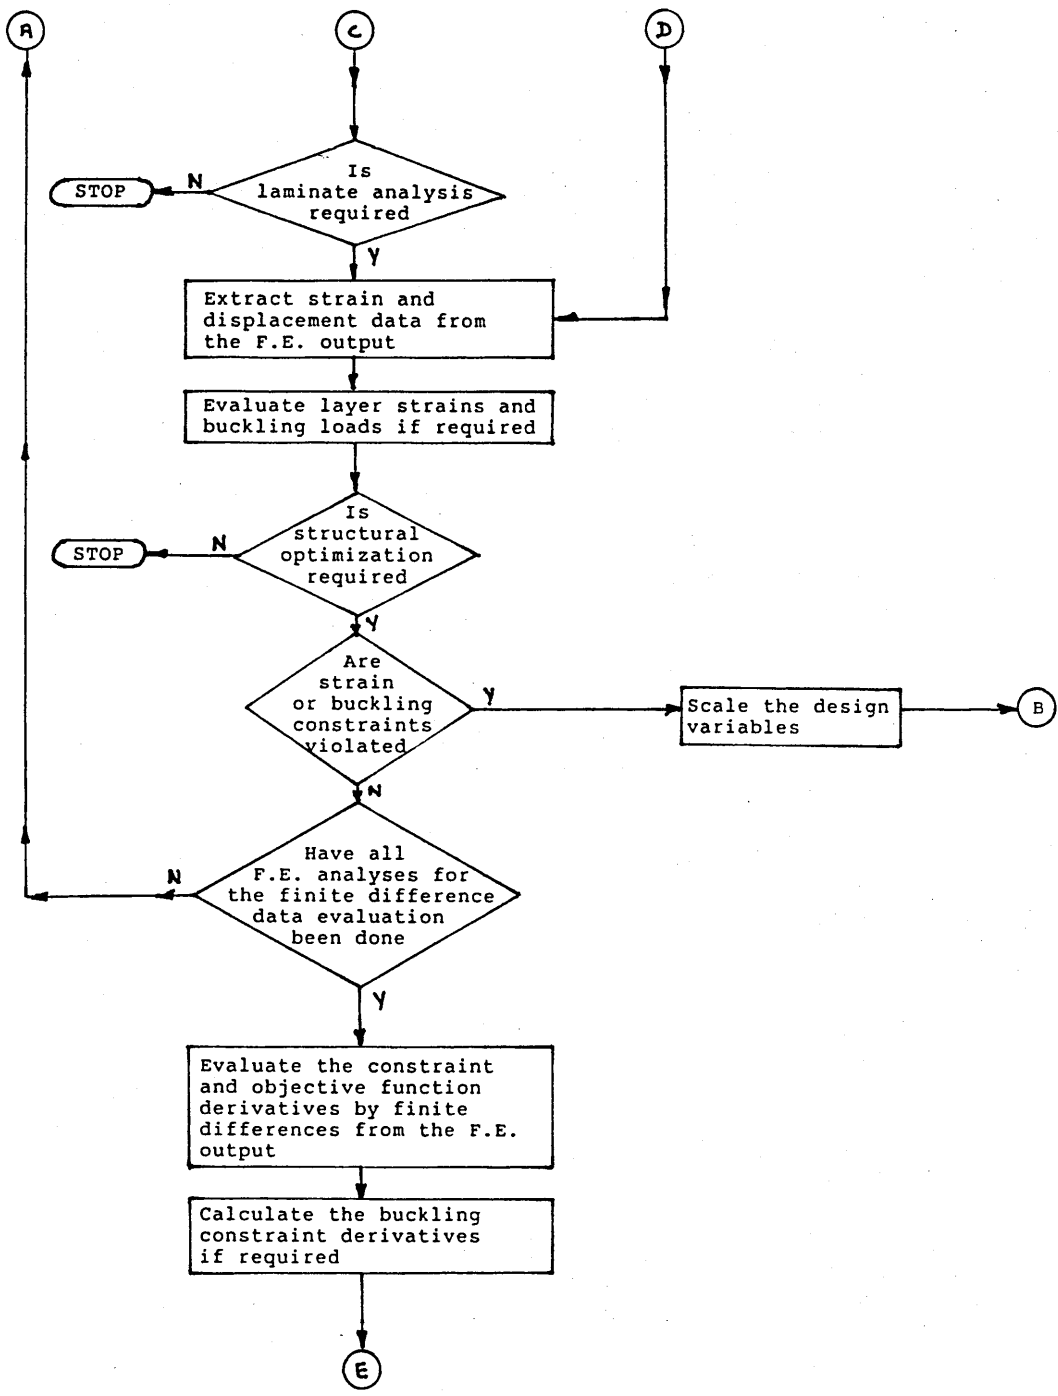 A
C
D
Is
laminate analysis
required
N
STOP
Y
Extract strain and
displacement data from
the F.E. output
Evaluate layer strains and
buckling loads if required
Is
structural
optimization
required
N
STOP
Y
Are
strain
or buckling
constraints
violated
Y
Scale the design
variables
B
N
Have all
F.E. analyses for
the finite difference
data evaluation
been done
N
Y
Evaluate the constraint
and objective function
derivatives by finite
differences from the F.E.
output
Calculate the buckling
constraint derivatives
if required
E